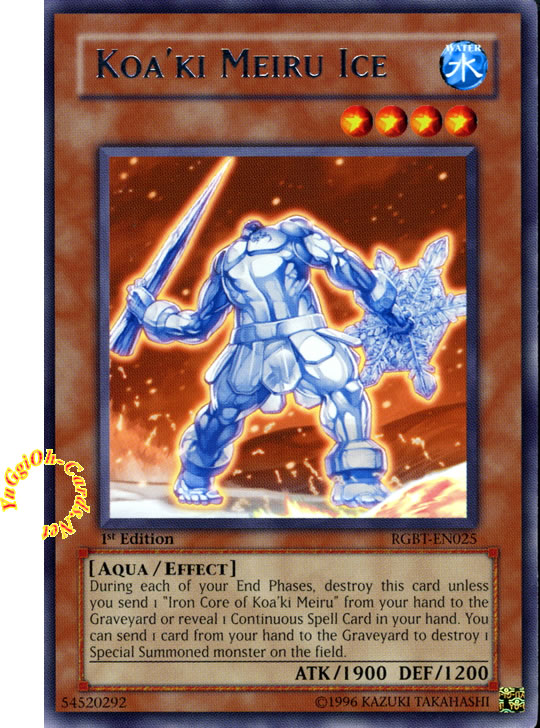 Koa'ki Meiru Ice
WATER
水
1st Edition
RGBT-EN025
[Aqua / Effect]
During each of your End Phases, destroy this card unless
you send 1 "Iron Core of Koa'ki Meiru" from your hand to the
Graveyard or reveal 1 Continuous Spell Card in your hand. You
can send 1 card from your hand to the Graveyard to destroy 1
Special Summoned monster on the field.
ATK/1900 DEF/1200
54520292
©1996 KAZUKI TAKAHASHI
YuGgiOh-Cards.Net